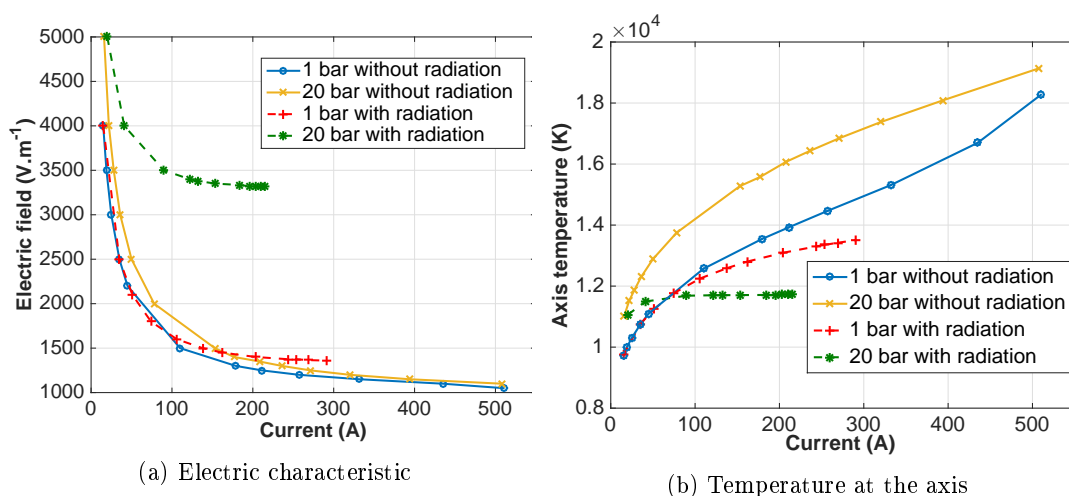 5000
4500
4000
3500
3000
2500
2000
1500
1000
Electric field (V.m⁻¹)
0 100 200 300 400 500
Current (A)
1 bar without radiation
20 bar without radiation
1 bar with radiation
20 bar with radiation
(a) Electric characteristic
×10⁴
2
1.8
1.6
1.4
1.2
1
0.8
Axis temperature (K)
0 100 200 300 400 500
Current (A)
1 bar without radiation
20 bar without radiation
1 bar with radiation
20 bar with radiation
(b) Temperature at the axis